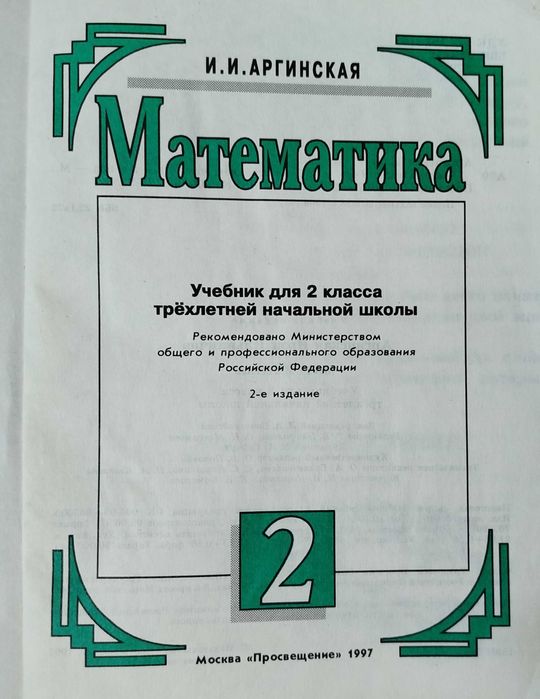 И.И.АРГИНСКАЯ
Математика
Учебник для 2 класса
трёхлетней начальной школы
Рекомендовано Министерством
общего и профессионального образования
Российской Федерации
2-е издание
2
Москва «Просвещение» 1997